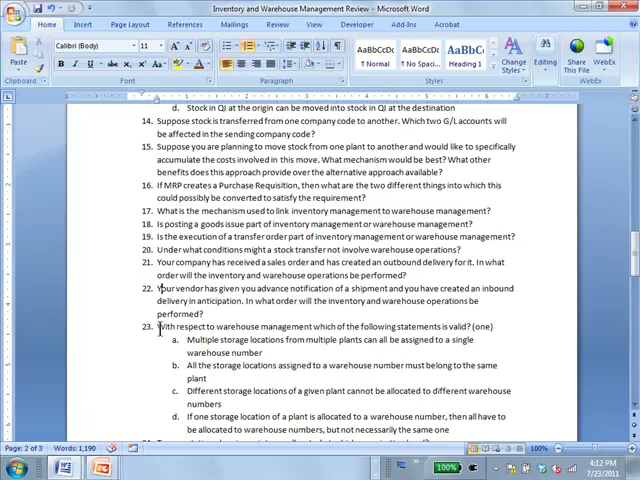 Inventory and Warehouse Management Review - Microsoft Word
Home
Insert
Page Layout
References
Mailings
Review
View
Developer
Add-Ins
Acrobat
Paste
Clipboard
Calibri (Body)
11
Font
Paragraph
AaBbCcDc
¶ Normal
AaBbCcDc
¶ No Spaci...
AaBbCc
Heading 1
Change
Styles
Styles
Editing
Share
This File
WebEx
WebEx
d. Stock in QI at the origin can be moved into stock in QI at the destination
14. Suppose stock is transferred from one company code to another. Which two G/L accounts will
be affected in the sending company code?
15. Suppose you are planning to move stock from one plant to another and would like to specifically
accumulate the costs involved in this move. What mechanism would be best? What other
benefits does this approach provide over the alternative approach available?
16. If MRP creates a Purchase Requisition, then what are the two different things into which this
could possibly be converted to satisfy the requirement?
17. What is the mechanism used to link inventory management to warehouse management?
18. Is posting a goods issue part of inventory management or warehouse management?
19. Is the execution of a transfer order part of inventory management or warehouse management?
20. Under what conditions might a stock transfer not involve warehouse operations?
21. Your company has received a sales order and has created an outbound delivery for it. In what
order will the inventory and warehouse operations be performed?
22. Your vendor has given you advance notification of a shipment and you have created an inbound
delivery in anticipation. In what order will the inventory and warehouse operations be
performed?
23. With respect to warehouse management which of the following statements is valid? (one)
a. Multiple storage locations from multiple plants can all be assigned to a single
warehouse number
b. All the storage locations assigned to a warehouse number must belong to the same
plant
c. Different storage locations of a given plant cannot be allocated to different warehouse
numbers
d. If one storage location of a plant is allocated to a warehouse number, then all have to
be allocated to warehouse numbers, but not necessarily the same one
Page: 2 of 3
Words: 1,190
100%
100%
4:12 PM
7/23/2011